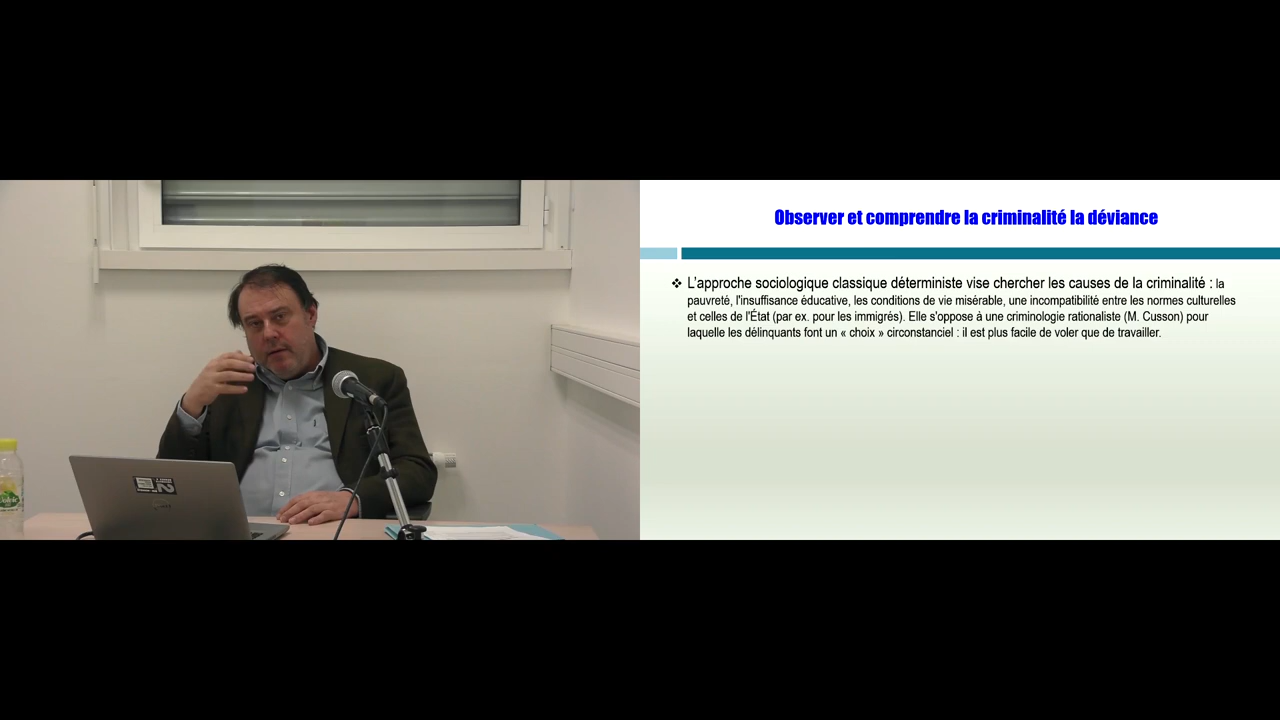 Observer et comprendre la criminalité la déviance
❖ L'approche sociologique classique déterministe vise chercher les causes de la criminalité : la
pauvreté, l'insuffisance éducative, les conditions de vie misérable, une incompatibilité entre les normes culturelles
et celles de l'État (par ex. pour les immigrés). Elle s'oppose à une criminologie rationaliste (M. Cusson) pour
laquelle les délinquants font un « choix » circonstanciel : il est plus facile de voler que de travailler.